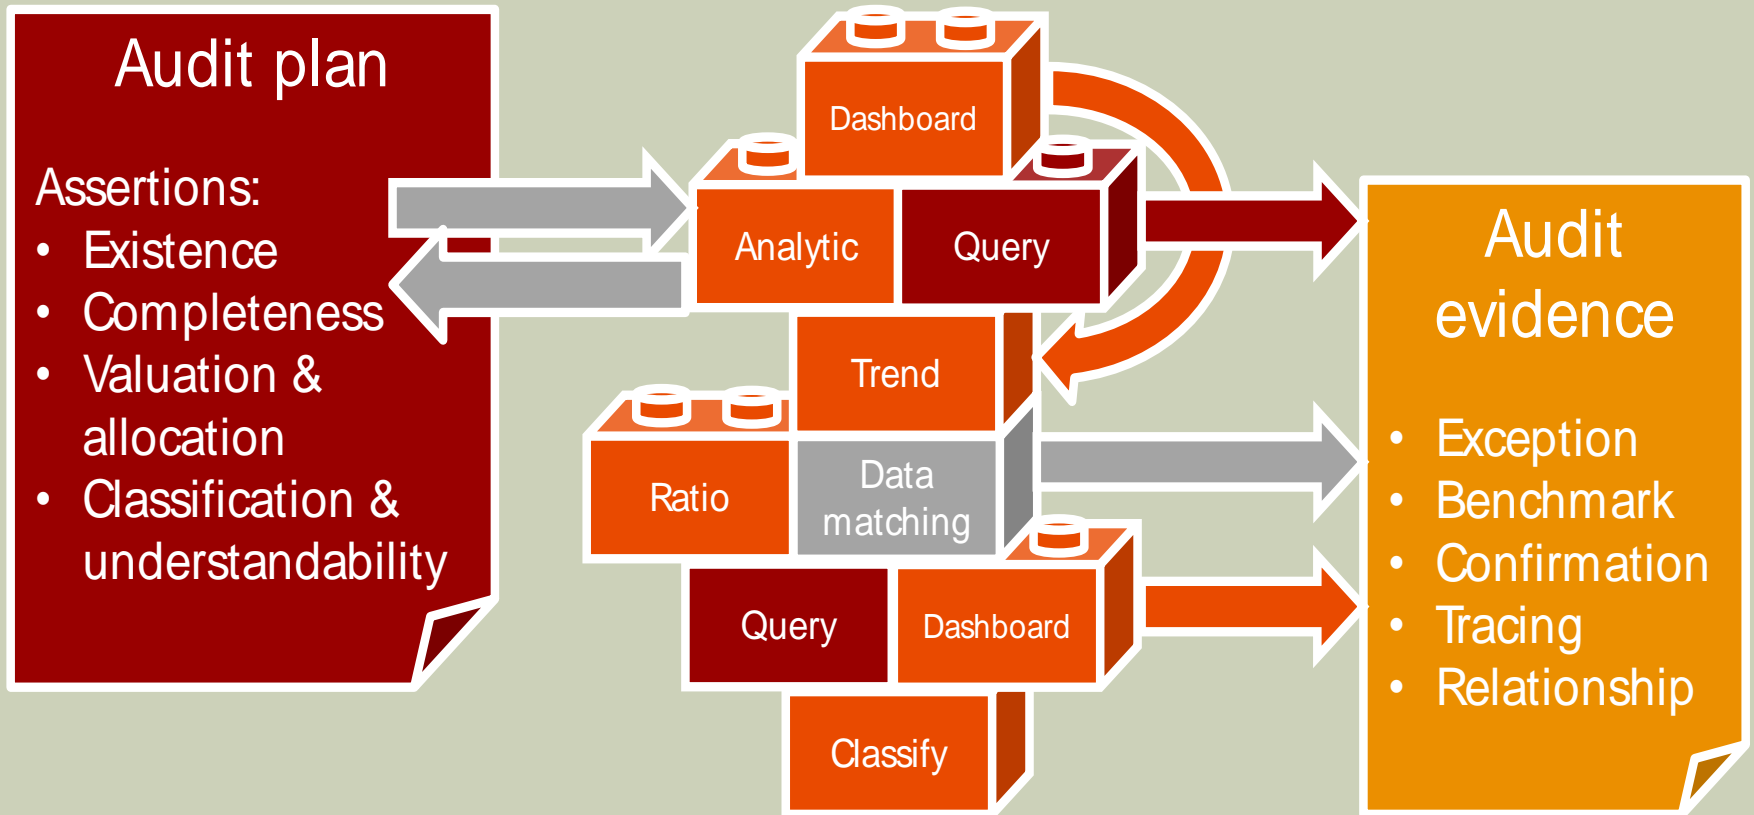 Audit plan
Assertions:
• Existence
• Completeness
• Valuation &
allocation
• Classification &
understandability
Dashboard
Analytic
Query
Trend
Ratio
Data
matching
Query
Dashboard
Classify
Audit
evidence
• Exception
• Benchmark
• Confirmation
• Tracing
• Relationship